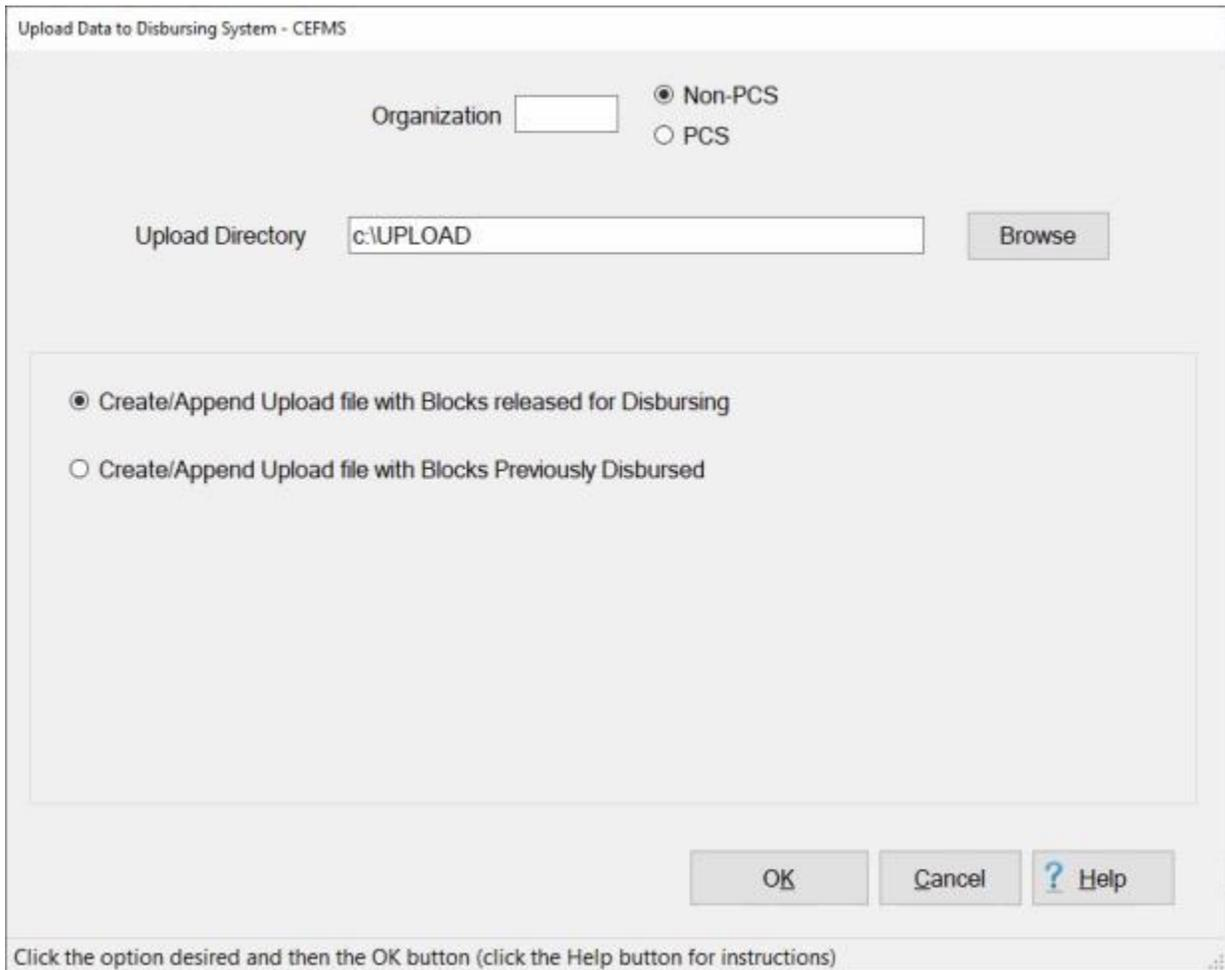 Upload Data to Disbursing System - CEFMS
Organization
Non-PCS
PCS
Upload Directory
c:\UPLOAD
Browse
Create/Append Upload file with Blocks released for Disbursing
Create/Append Upload file with Blocks Previously Disbursed
OK
Cancel
? Help
Click the option desired and then the OK button (click the Help button for instructions)